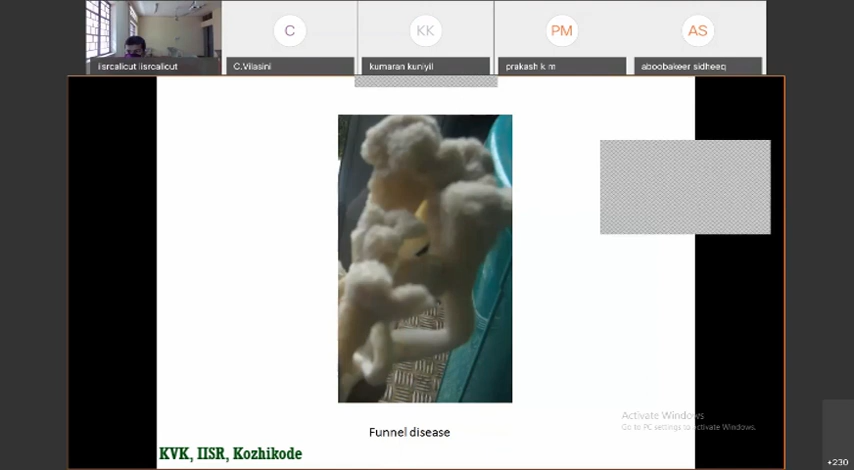 C
KK
PM
AS
iisrcalicut iisrcalicut
C.Vilasini
kumaran kuniyil
prakash k m
aboobakeer sidheeq
Funnel disease
Activate Windows
Go to PC settings to activate Windows.
KVK, IISR, Kozhikode
+230